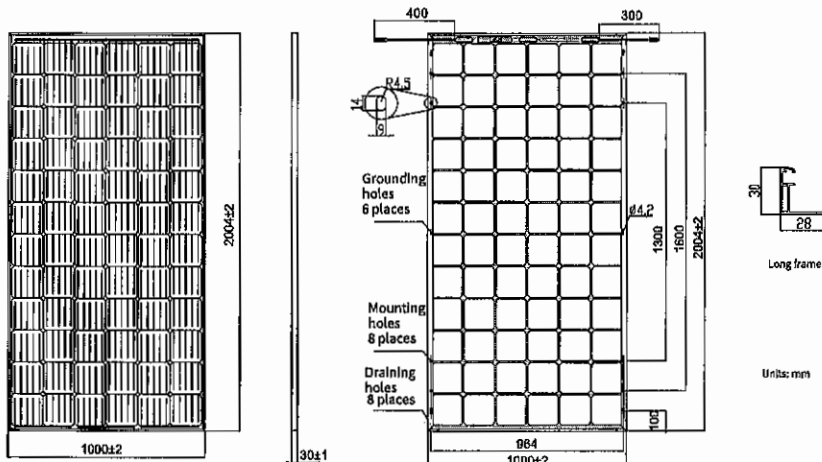 400
300
R4,5
14
9
Grounding
holes
6 places
Ø4,2
2004±2
1300
1600
2004±2
30
28
Long frame
Mounting
holes
8 places
Units: mm
Draining
holes
8 places
100
1000±2
30±1
964
1000±2